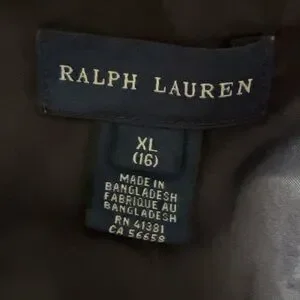 RALPH LAUREN
XL
(16)
MADE IN
BANGLADESH
FABRIQUE AU
BANGLADESH
RN 41381
CA 56658